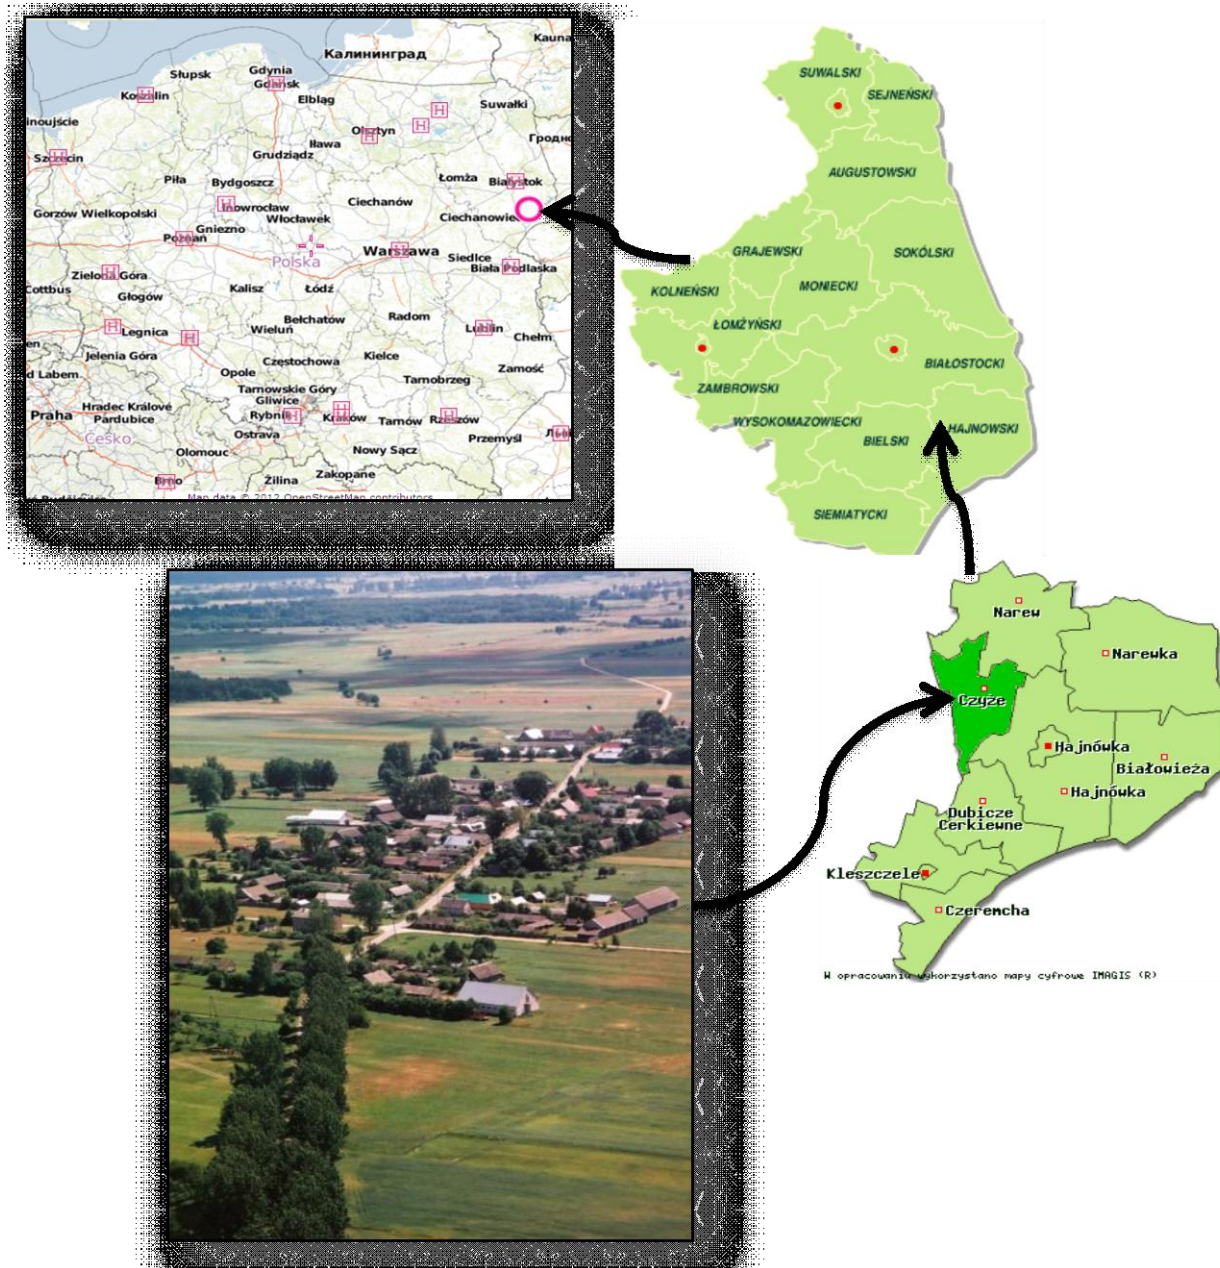 Калининград
Słupsk
Gdynia
Gdańsk
Koszalin
Elbląg
Suwałki
inoujście
Olsztyn
Гродно
Iława
Szczecin
Grudziądz
Piła
Bydgoszcz
Łomża
Białystok
Inowrocław
Ciechanów
Gorzów Wielkopolski
Włocławek
Ciechanowie
Gniezno
Poznań
Warszawa
Polska
Siedlce
Zielona Góra
Biała Podlaska
Cottbus
Głogów
Kalisz
Łódź
Bełchatów
Radom
Legnica
Wieluń
Lublin
Chełm
Jelenia Góra
Częstochowa
Kielce
Zamość
d Labem
Opole
Tarnowskie Góry
Tarnobrzeg
Gliwice
Praha
Hradec Králové
Rybnik
Kraków
Tarnów
Rzeszów
Pardubice
Česko
Ostrava
Przemyśl
Olomouc
Nowy Sącz
Brno
Žilina
Zakopane
Map data © 2012 OpenStreetMap contributors
SUWALSKI
SEJNEŃSKI
AUGUSTOWSKI
GRAJEWSKI
SOKÓLSKI
KOLNEŃSKI
MONIECKI
ŁOMŻYŃSKI
BIAŁOSTOCKI
ZAMBROWSKI
WYSOKOMAZOWIECKI
HAJNOWSKI
BIELSKI
SIEMIATYCKI
Narew
Narewka
Czyże
Hajnówka
Białowieża
Hajnówka
Dubicze
Cerkiewne
Kleszczele
Czeremcha
W opracowaniu wykorzystano mapy cyfrowe IMAGIS (R)